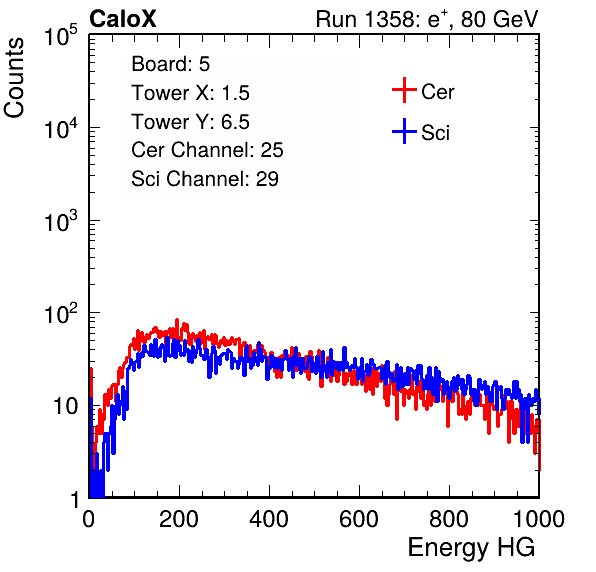 CaloX Run 1358: e⁺, 80 GeV
Counts
10⁵
10⁴
10³
10²
10
1
Board: 5
Tower X: 1.5
Tower Y: 6.5
Cer Channel: 25
Sci Channel: 29
Cer
Sci
0 200 400 600 800 1000
Energy HG